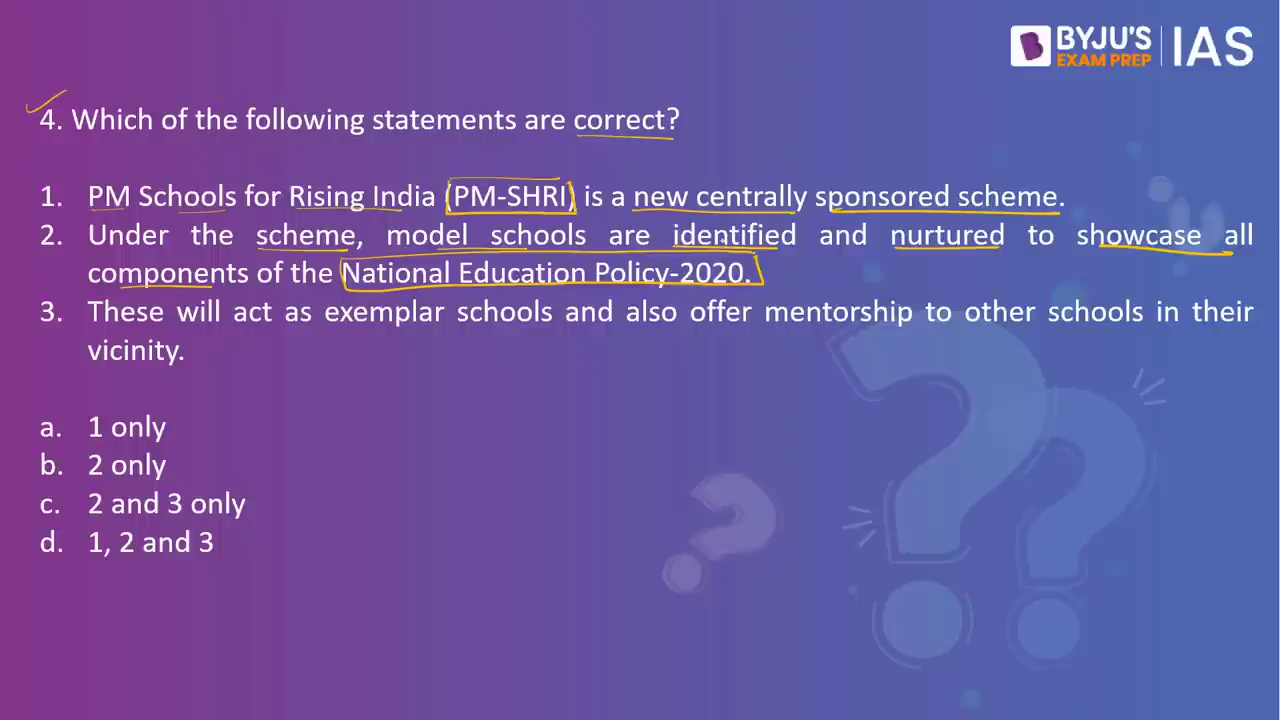 BYJU'S
EXAM PREP
IAS
4. Which of the following statements are correct?
1. PM Schools for Rising India (PM-SHRI) is a new centrally sponsored scheme.
2. Under the scheme, model schools are identified and nurtured to showcase all
components of the National Education Policy-2020.
3. These will act as exemplar schools and also offer mentorship to other schools in their
vicinity.
a. 1 only
b. 2 only
c. 2 and 3 only
d. 1, 2 and 3